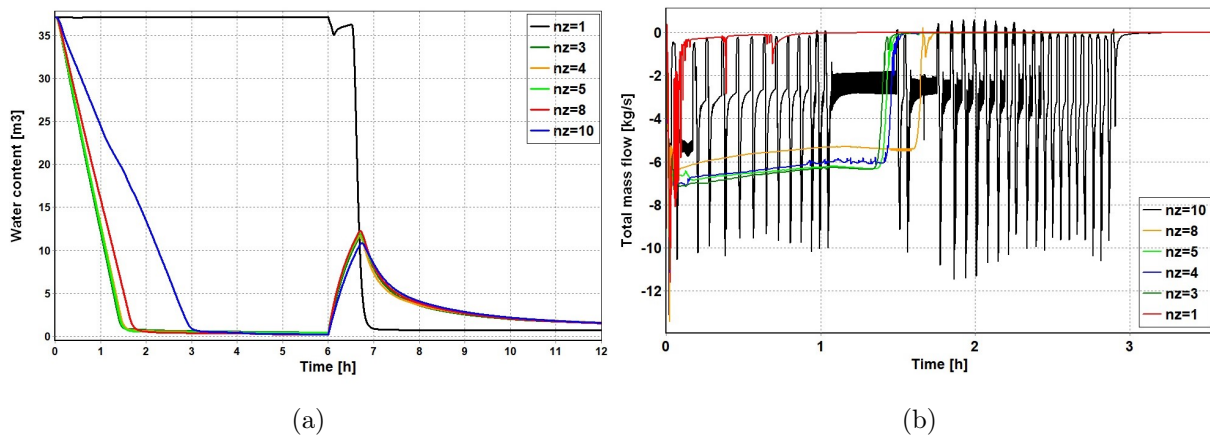 35
30
25
20
15
10
5
0
Water content [m3]
0 1 2 3 4 5 6 7 8 9 10 11 12
Time [h]
nz=1
nz=3
nz=4
nz=5
nz=8
nz=10
(a)
0
-2
-4
-6
-8
-10
-12
Total mass flow [kg/s]
0 1 2 3
Time [h]
nz=10
nz=8
nz=5
nz=4
nz=3
nz=1
(b)